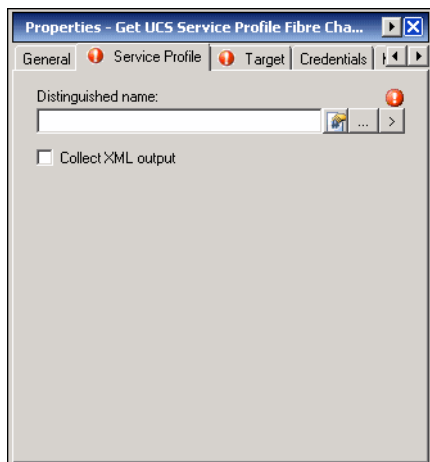 Properties - Get UCS Service Profile Fibre Cha...
General Service Profile Target Credentials
Distinguished name:
... >
Collect XML output